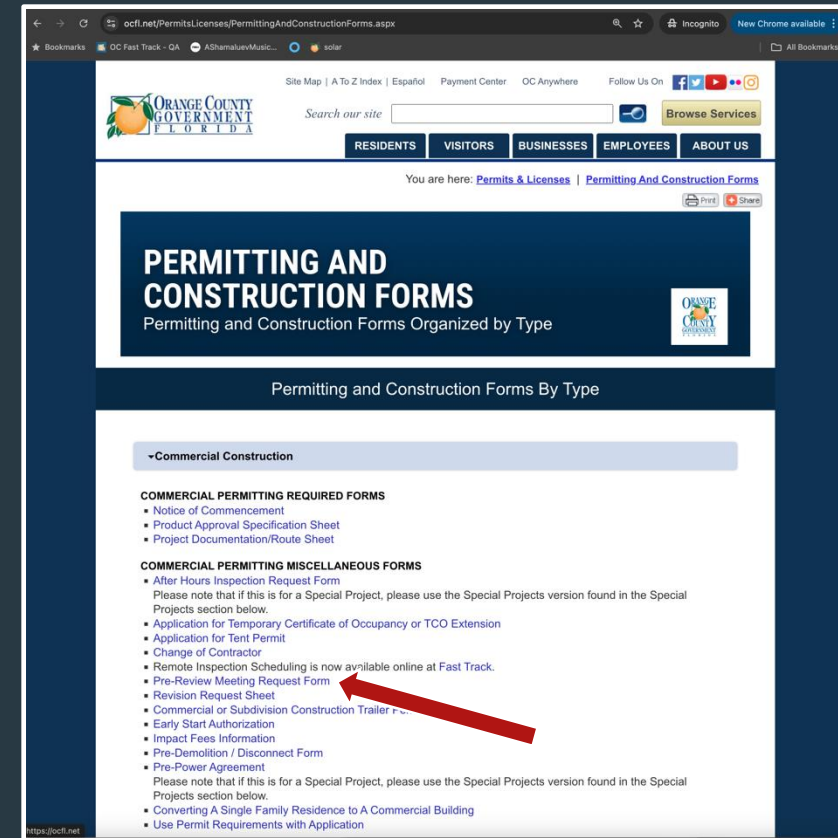 ocfl.net/PermitsLicenses/PermittingAndConstructionForms.aspx
Incognito
New Chrome available
Bookmarks
OC Fast Track - QA
AShamaluevMusic...
solar
All Bookmarks
Site Map | A To Z Index | Español Payment Center OC Anywhere Follow Us On
ORANGE COUNTY
GOVERNMENT
FLORIDA
Search our site
Browse Services
RESIDENTS VISITORS BUSINESSES EMPLOYEES ABOUT US
You are here: Permits & Licenses | Permitting And Construction Forms
Print Share
PERMITTING AND
CONSTRUCTION FORMS
Permitting and Construction Forms Organized by Type
ORANGE
COUNTY
GOVERNMENT
Permitting and Construction Forms By Type
Commercial Construction
COMMERCIAL PERMITTING REQUIRED FORMS
▪ Notice of Commencement
▪ Product Approval Specification Sheet
▪ Project Documentation/Route Sheet
COMMERCIAL PERMITTING MISCELLANEOUS FORMS
▪ After Hours Inspection Request Form
Please note that if this is for a Special Project, please use the Special Projects version found in the Special
Projects section below.
▪ Application for Temporary Certificate of Occupancy or TCO Extension
▪ Application for Tent Permit
▪ Change of Contractor
▪ Remote Inspection Scheduling is now available online at Fast Track.
▪ Pre-Review Meeting Request Form
▪ Revision Request Sheet
▪ Commercial or Subdivision Construction Trailer
▪ Early Start Authorization
▪ Impact Fees Information
▪ Pre-Demolition / Disconnect Form
▪ Pre-Power Agreement
Please note that if this is for a Special Project, please use the Special Projects version found in the Special
Projects section below.
▪ Converting A Single Family Residence to A Commercial Building
▪ Use Permit Requirements with Application
https://ocfl.net